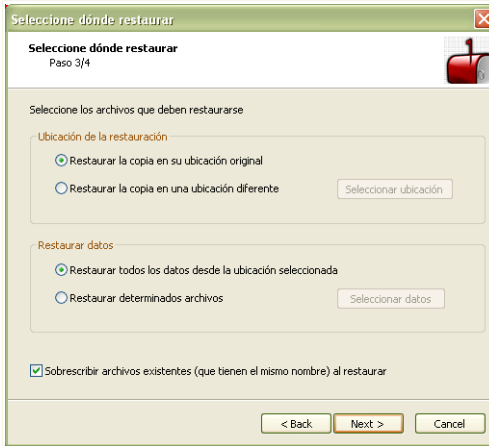 Seleccione dónde restaurar
Seleccione dónde restaurar
Paso 3/4
Seleccione los archivos que deben restaurarse
Ubicación de la restauración
Restaurar la copia en su ubicación original
Restaurar la copia en una ubicación diferente
Seleccionar ubicación
Restaurar datos
Restaurar todos los datos desde la ubicación seleccionada
Restaurar determinados archivos
Seleccionar datos
Sobrescribir archivos existentes (que tienen el mismo nombre) al restaurar
< Back
Next >
Cancel